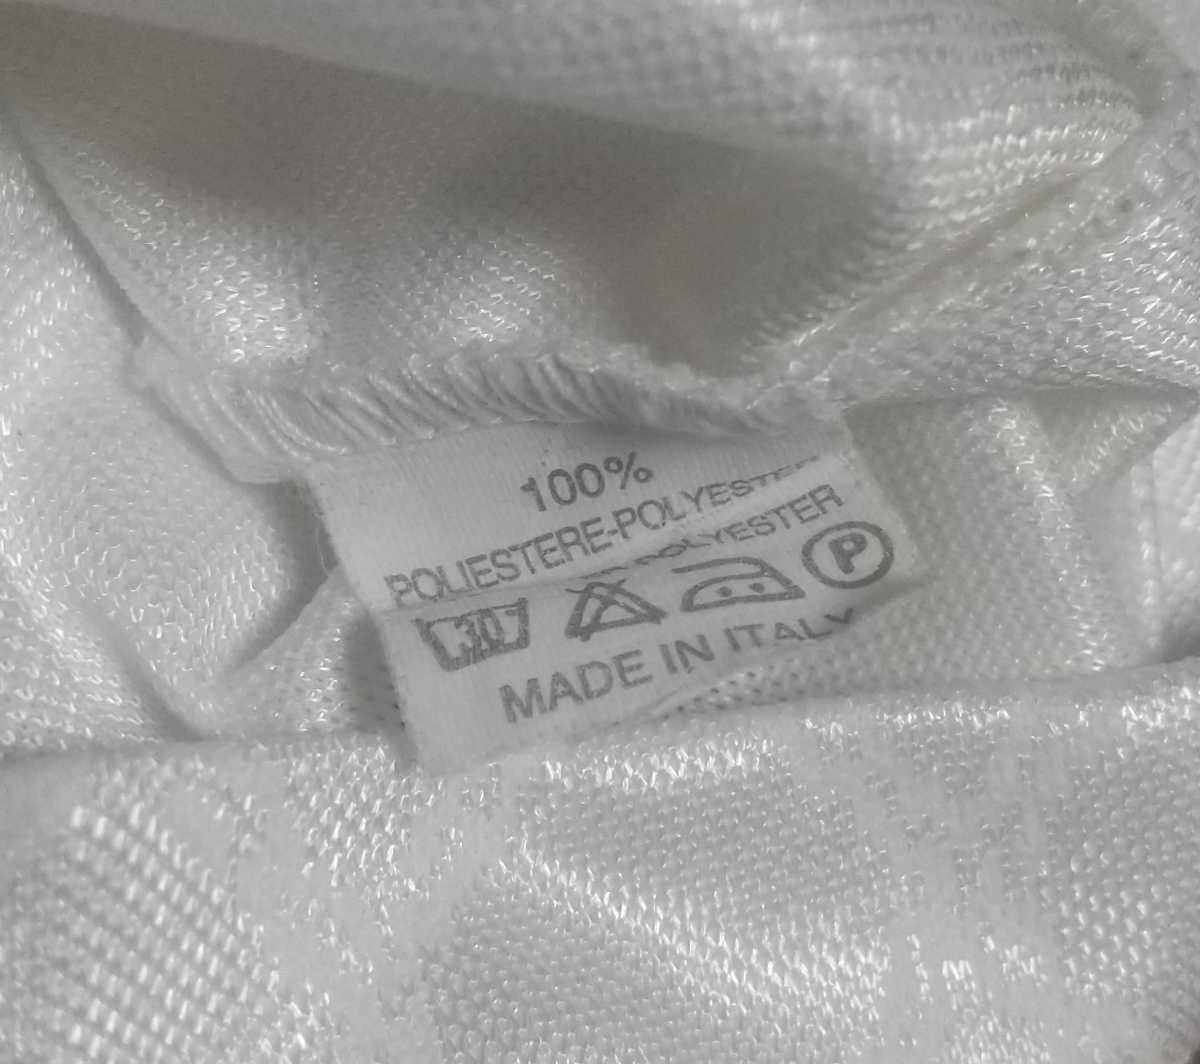 100%
POLIESTERE-POLYESTER
POLYESTER
30 P
MADE IN ITALY